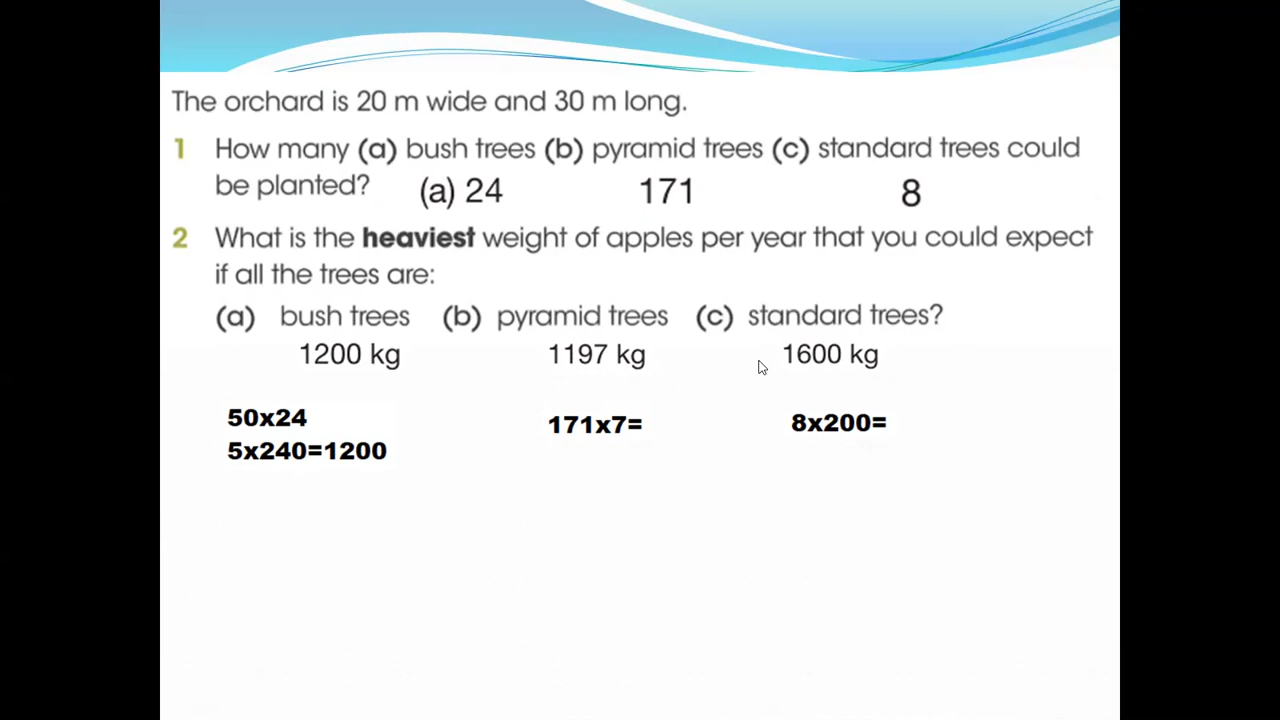 The orchard is 20 m wide and 30 m long.
1 How many (a) bush trees (b) pyramid trees (c) standard trees could
be planted? (a) 24 171 8
2 What is the heaviest weight of apples per year that you could expect
if all the trees are:
(a) bush trees (b) pyramid trees (c) standard trees?
1200 kg 1197 kg 1600 kg
50x24 171x7= 8x200=
5x240=1200